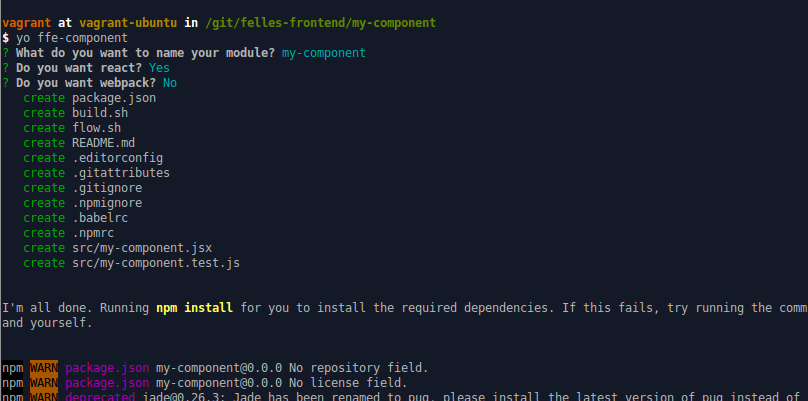 vagrant at vagrant-ubuntu in /git/felles-frontend/my-component
$ yo ffe-component
? What do you want to name your module? my-component
? Do you want react? Yes
? Do you want webpack? No
create package.json
create build.sh
create flow.sh
create README.md
create .editorconfig
create .gitattributes
create .gitignore
create .npmignore
create .babelrc
create .npmrc
create src/my-component.jsx
create src/my-component.test.js
I'm all done. Running npm install for you to install the required dependencies. If this fails, try running the comm
and yourself.
npm WARN package.json my-component@0.0.0 No repository field.
npm WARN package.json my-component@0.0.0 No license field.
npm WARN deprecated jade@0.26.3: Jade has been renamed to pug, please install the latest version of pug instead of